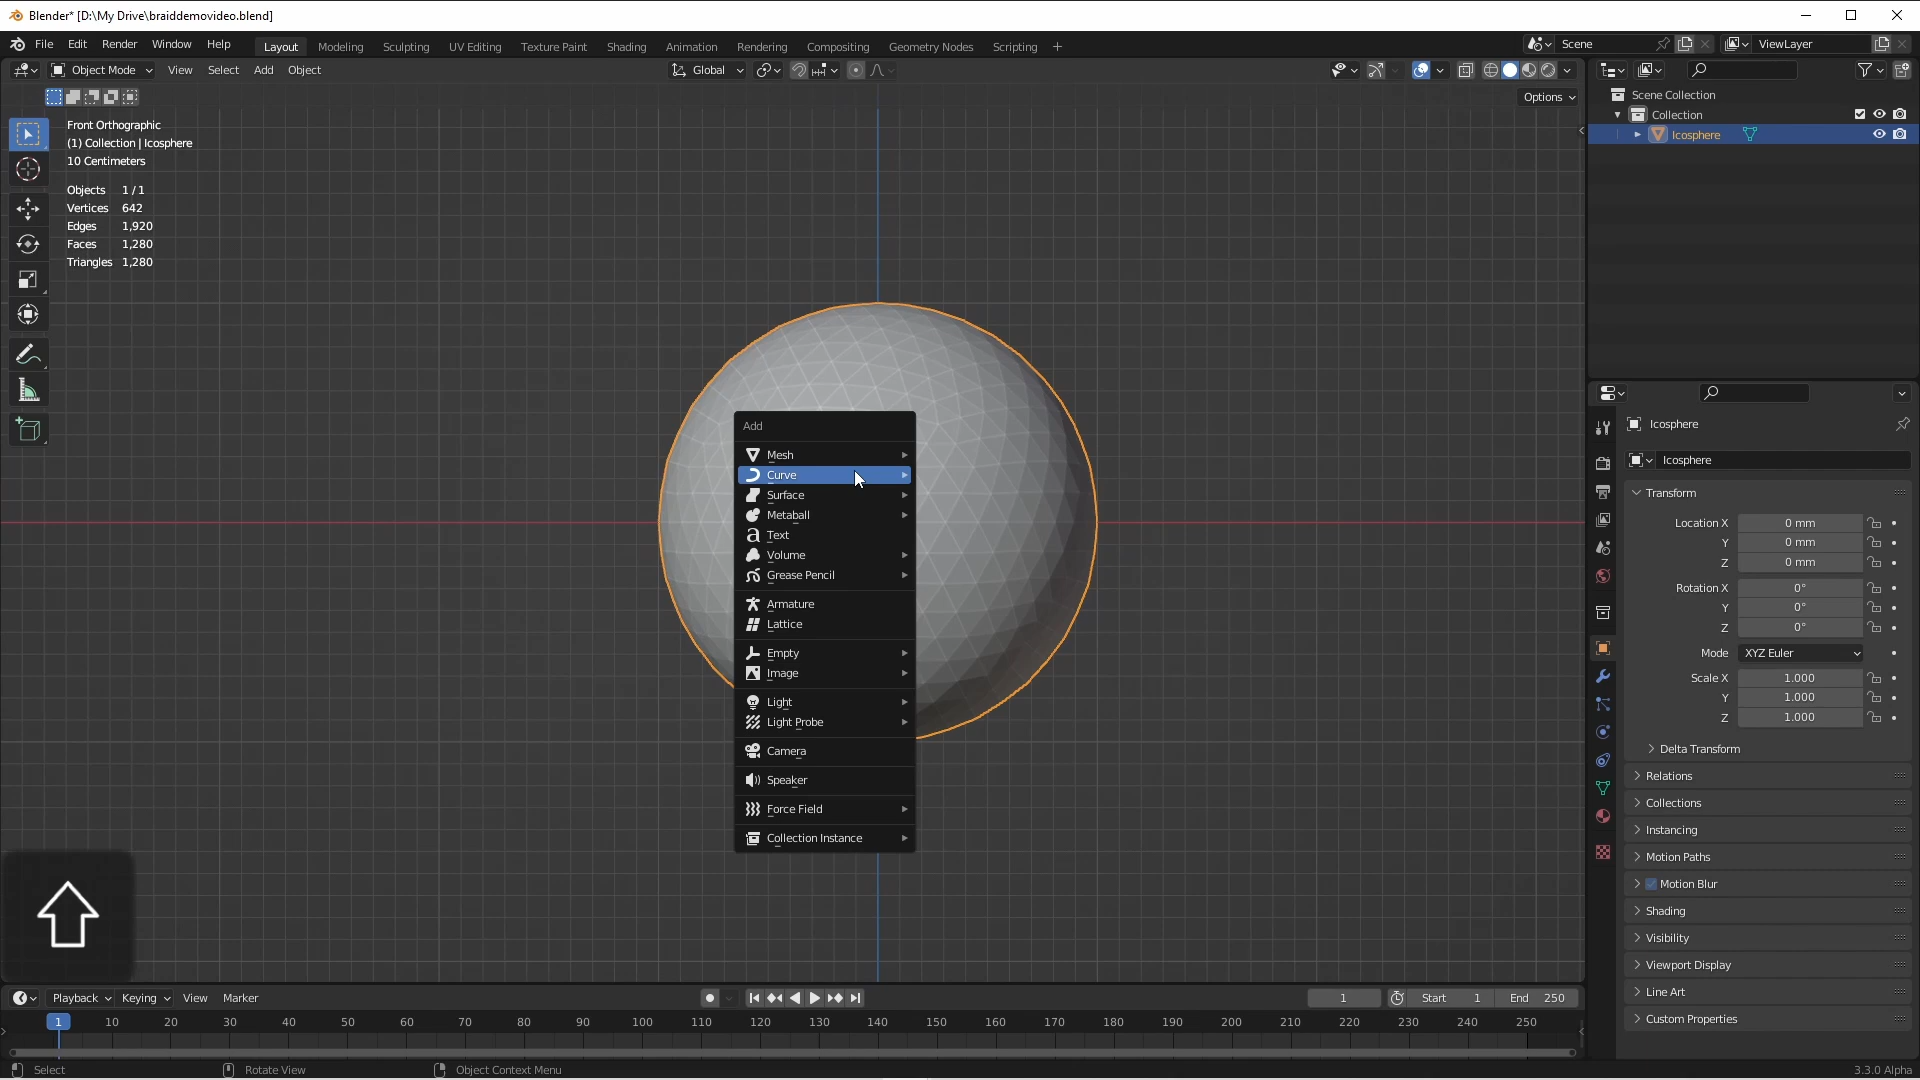 Blender* [D:\My Drive\braiddemovideo.blend]
File Edit Render Window Help Layout Modeling Sculpting UV Editing Texture Paint Shading Animation Rendering Compositing Geometry Nodes Scripting + Scene ViewLayer
Object Mode View Select Add Object Global
Options
Front Orthographic
(1) Collection | Icosphere
10 Centimeters
Objects 1 / 1
Vertices 642
Edges 1,920
Faces 1,280
Triangles 1,280
Add
Mesh
Curve
Surface
Metaball
Text
Volume
Grease Pencil
Armature
Lattice
Empty
Image
Light
Light Probe
Camera
Speaker
Force Field
Collection Instance
Scene Collection
Collection
Icosphere
Icosphere
Icosphere
Transform
Location X 0 mm
Y 0 mm
Z 0 mm
Rotation X 0°
Y 0°
Z 0°
Mode XYZ Euler
Scale X 1.000
Y 1.000
Z 1.000
Delta Transform
Relations
Collections
Instancing
Motion Paths
Motion Blur
Shading
Visibility
Viewport Display
Line Art
Custom Properties
Playback Keying View Marker 1 Start 1 End 250
1 10 20 30 40 50 60 70 80 90 100 110 120 130 140 150 160 170 180 190 200 210 220 230 240 250
Select Rotate View Object Context Menu 3.3.0 Alpha